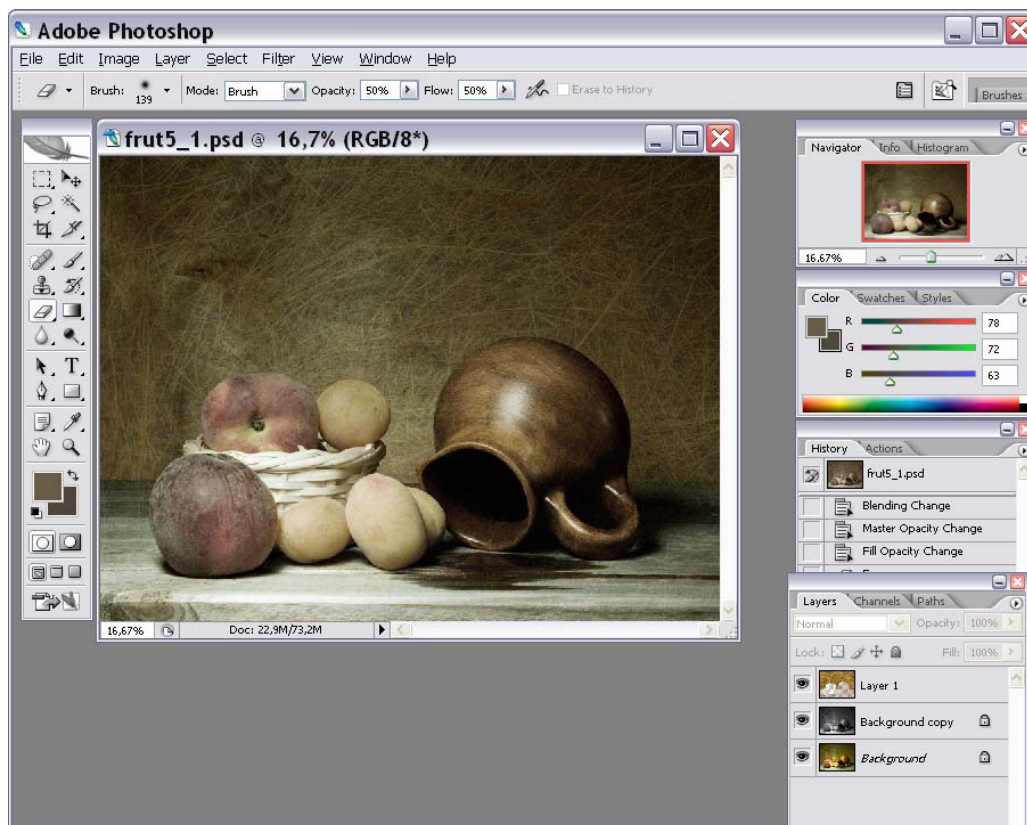 Adobe Photoshop
File Edit Image Layer Select Filter View Window Help
Brush: 139 Mode: Brush Opacity: 50% Flow: 50% Erase to History Brushes
frut5_1.psd @ 16,7% (RGB/8*)
Navigator Info Histogram
16.67%
Color Swatches Styles
R 78
G 72
B 63
History Actions
frut5_1.psd
Blending Change
Master Opacity Change
Fill Opacity Change
Layers Channels Paths
Normal Opacity: 100%
Lock: Fill: 100%
Layer 1
Background copy
Background
16,67% Doc: 22,9M/73,2M